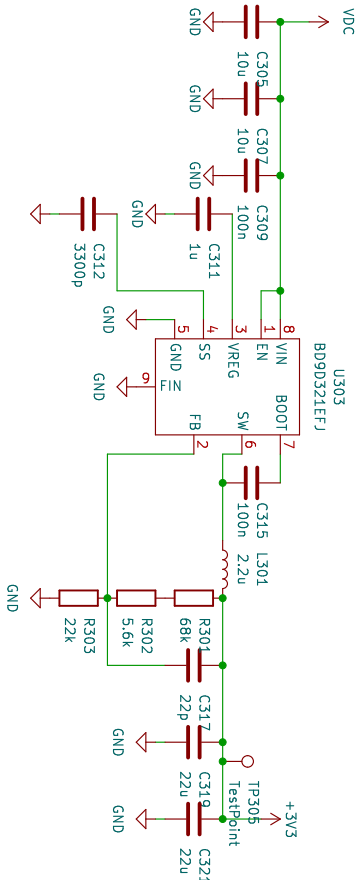 VDC
GND
C305
10u
GND
C307
10u
GND
C309
100n
GND
C311
1u
C312
3300p
GND
5
4
3
1
8
GND
SS
VREG
EN
VIN
U303
BD9D321EFJ
GND
9
FIN
FB
SW
BOOT
2
6
7
C315
100n
L301
2.2u
GND
R303
22k
R302
5.6k
R301
68k
C317
22p
GND
C319
22u
TP305
TestPoint
+3V3
GND
C321
22u